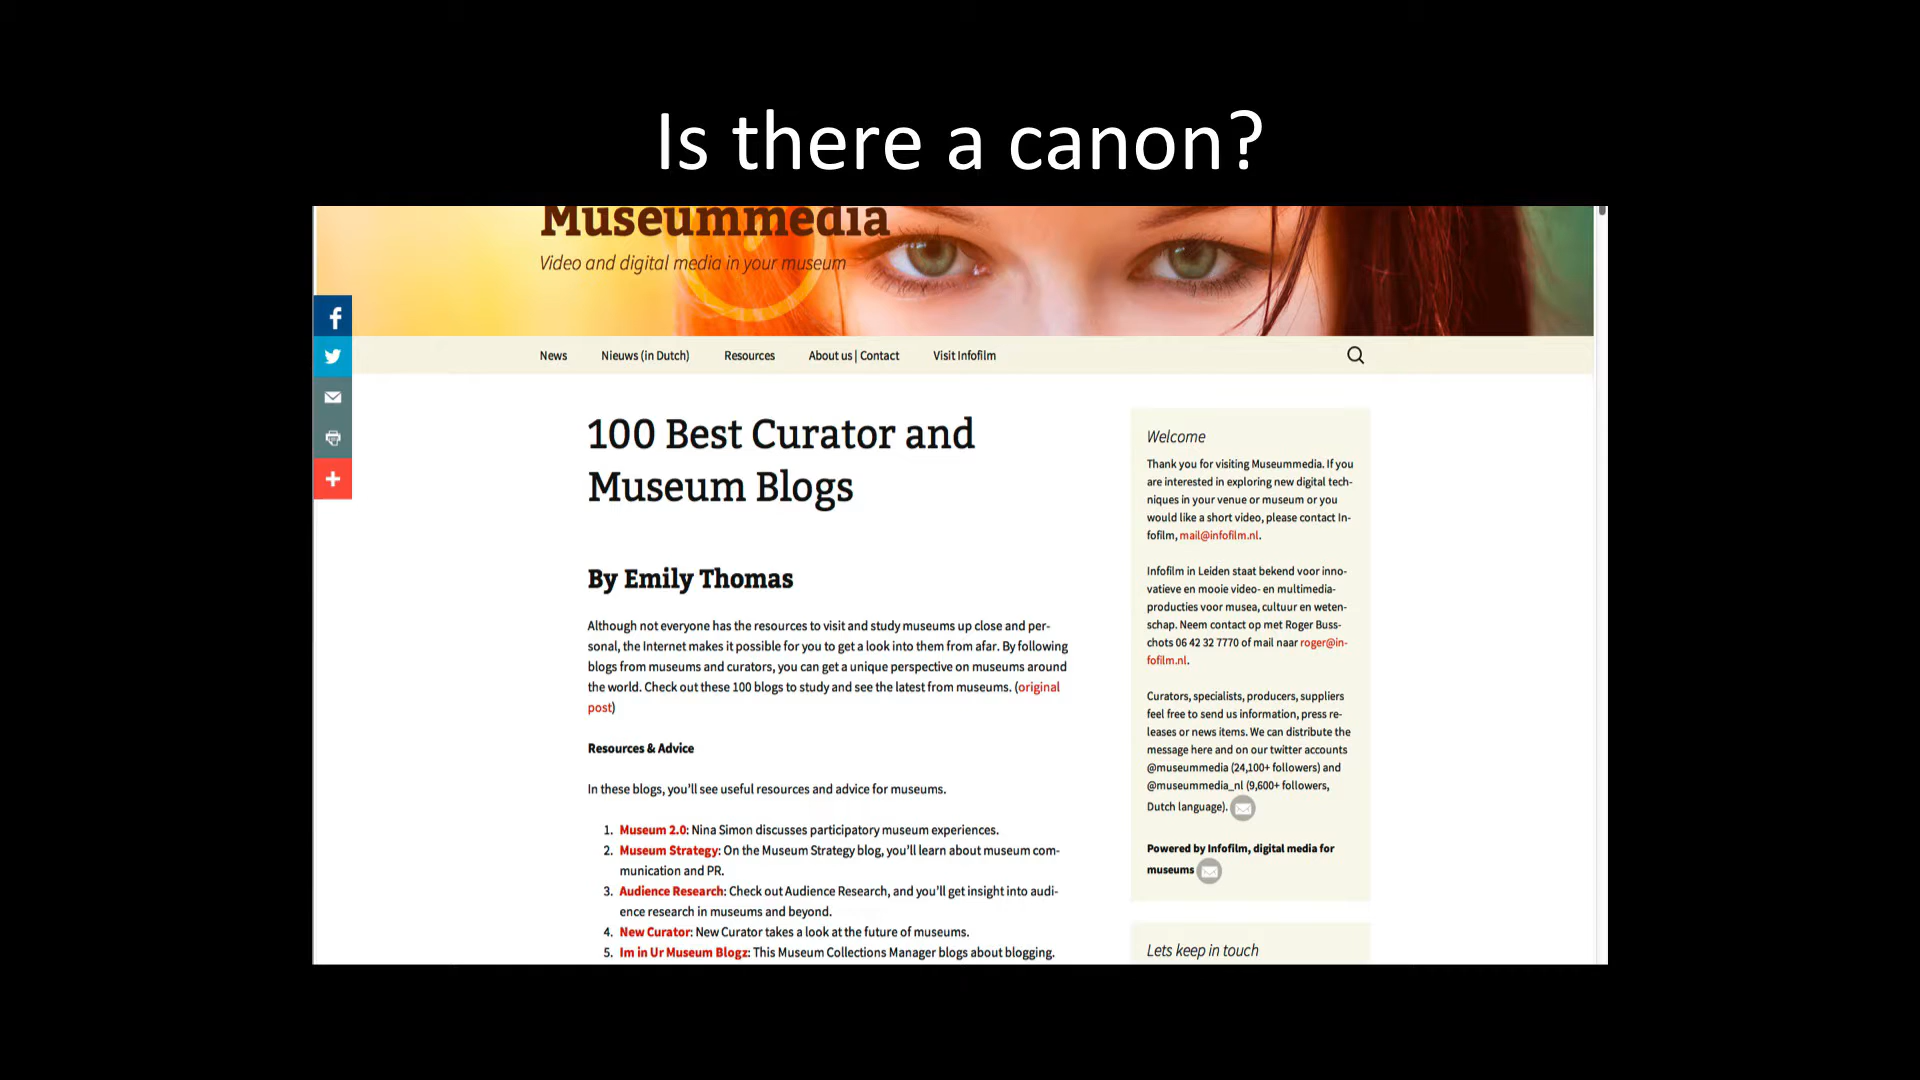 Is there a canon?
Museummedia
Video and digital media in your museum
News
Nieuws (in Dutch)
Resources
About us | Contact
Visit Infofilm
100 Best Curator and
Museum Blogs
By Emily Thomas
Although not everyone has the resources to visit and study museums up close and per-
sonal, the Internet makes it possible for you to get a look into them from afar. By following
blogs from museums and curators, you can get a unique perspective on museums around
the world. Check out these 100 blogs to study and see the latest from museums. (original
post)
Resources & Advice
In these blogs, you’ll see useful resources and advice for museums.
1. Museum 2.0: Nina Simon discusses participatory museum experiences.
2. Museum Strategy: On the Museum Strategy blog, you’ll learn about museum com-
munication and PR.
3. Audience Research: Check out Audience Research, and you’ll get insight into audi-
ence research in museums and beyond.
4. New Curator: New Curator takes a look at the future of museums.
5. Im in Ur Museum Blogz: This Museum Collections Manager blogs about blogging.
Welcome
Thank you for visiting Museummedia. If you
are interested in exploring new digital tech-
niques in your venue or museum or you
would like a short video, please contact In-
fofilm, mail@infofilm.nl.
Infofilm in Leiden staat bekend voor inno-
vatieve en mooie video- en multimedia-
producties voor musea, cultuur en weten-
schap. Neem contact op met Roger Buss-
chots 06 42 32 7770 of mail naar roger@in-
fofilm.nl.
Curators, specialists, producers, suppliers
feel free to send us information, press re-
leases or news items. We can distribute the
message here and on our twitter accounts
@museummedia (24,100+ followers) and
@museummedia_nl (9,600+ followers,
Dutch language).
Powered by Infofilm, digital media for
museums
Lets keep in touch